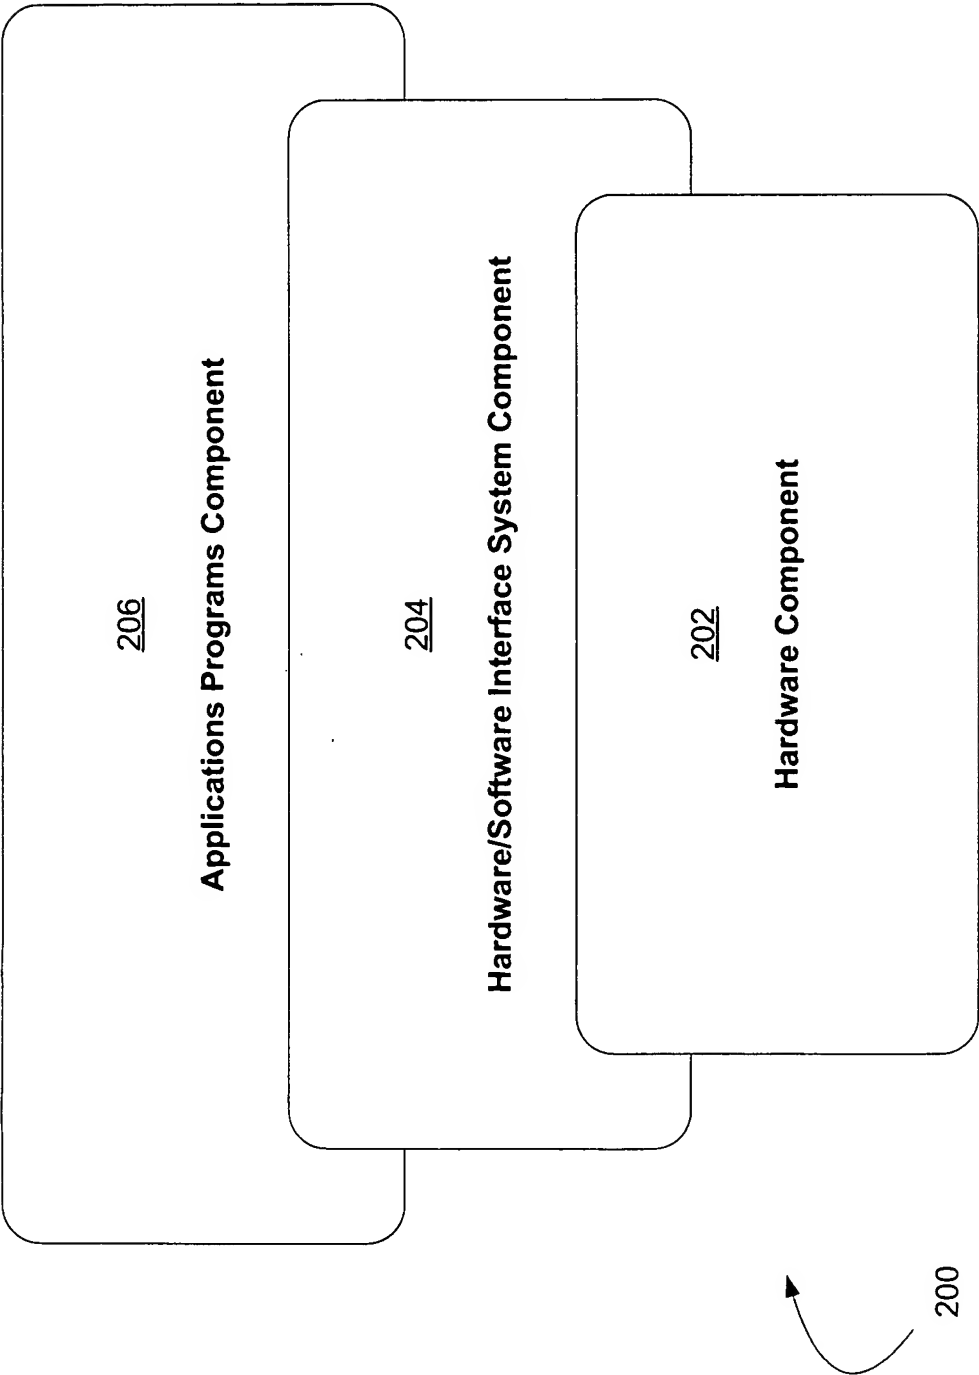 206
Applications Programs Component
204
Hardware/Software Interface System Component
202
Hardware Component
200